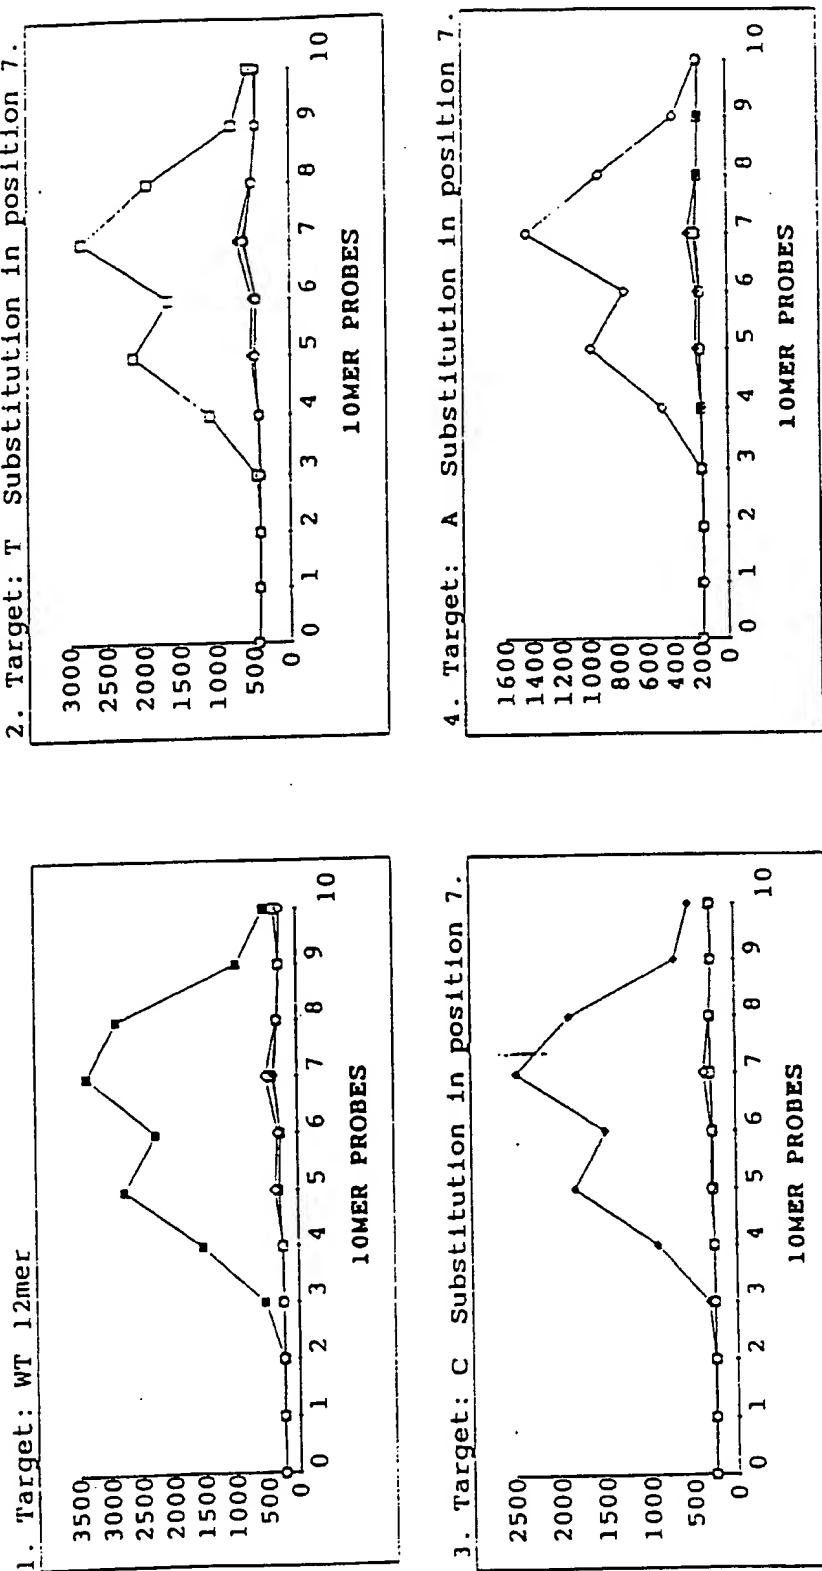 1. Target: WT 12mer
3500
3000
2500
2000
1500
1000
500
0
0 1 2 3 4 5 6 7 8 9 10
10MER PROBES
2. Target: T Substitution in position 7.
3000
2500
2000
1500
1000
500
0
0 1 2 3 4 5 6 7 8 9 10
10MER PROBES
3. Target: C Substitution in position 7.
2500
2000
1500
1000
500
0
0 1 2 3 4 5 6 7 8 9 10
10MER PROBES
4. Target: A Substitution in position 7.
1600
1400
1200
1000
800
600
400
200
0
0 1 2 3 4 5 6 7 8 9 10
10MER PROBES